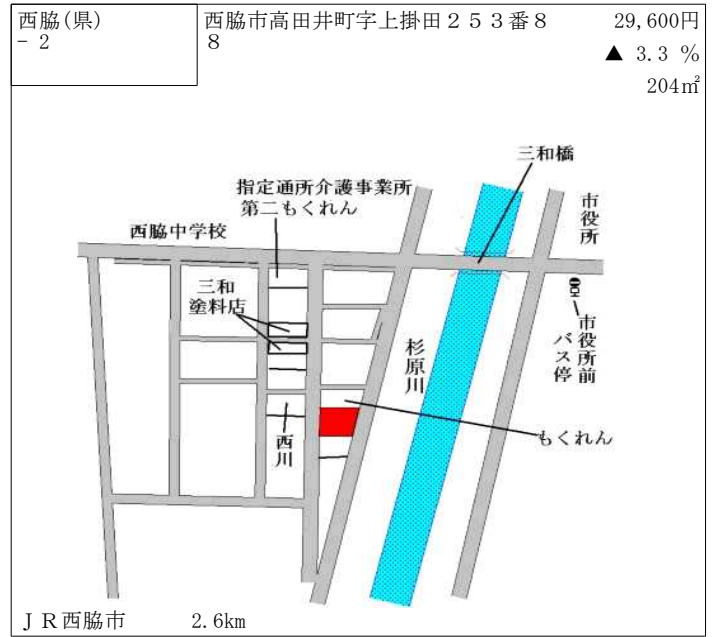 西脇(県)
- 2
西脇市高田井町字上掛田２５３番８
8
29,600円
▲ 3.3 %
204㎡
三和橋
指定通所介護事業所
第二もくれん
市役所
西脇中学校
三和
塗料店
市役所前
バス停
杉原川
西川
もくれん
ＪＲ西脇市
2.6km